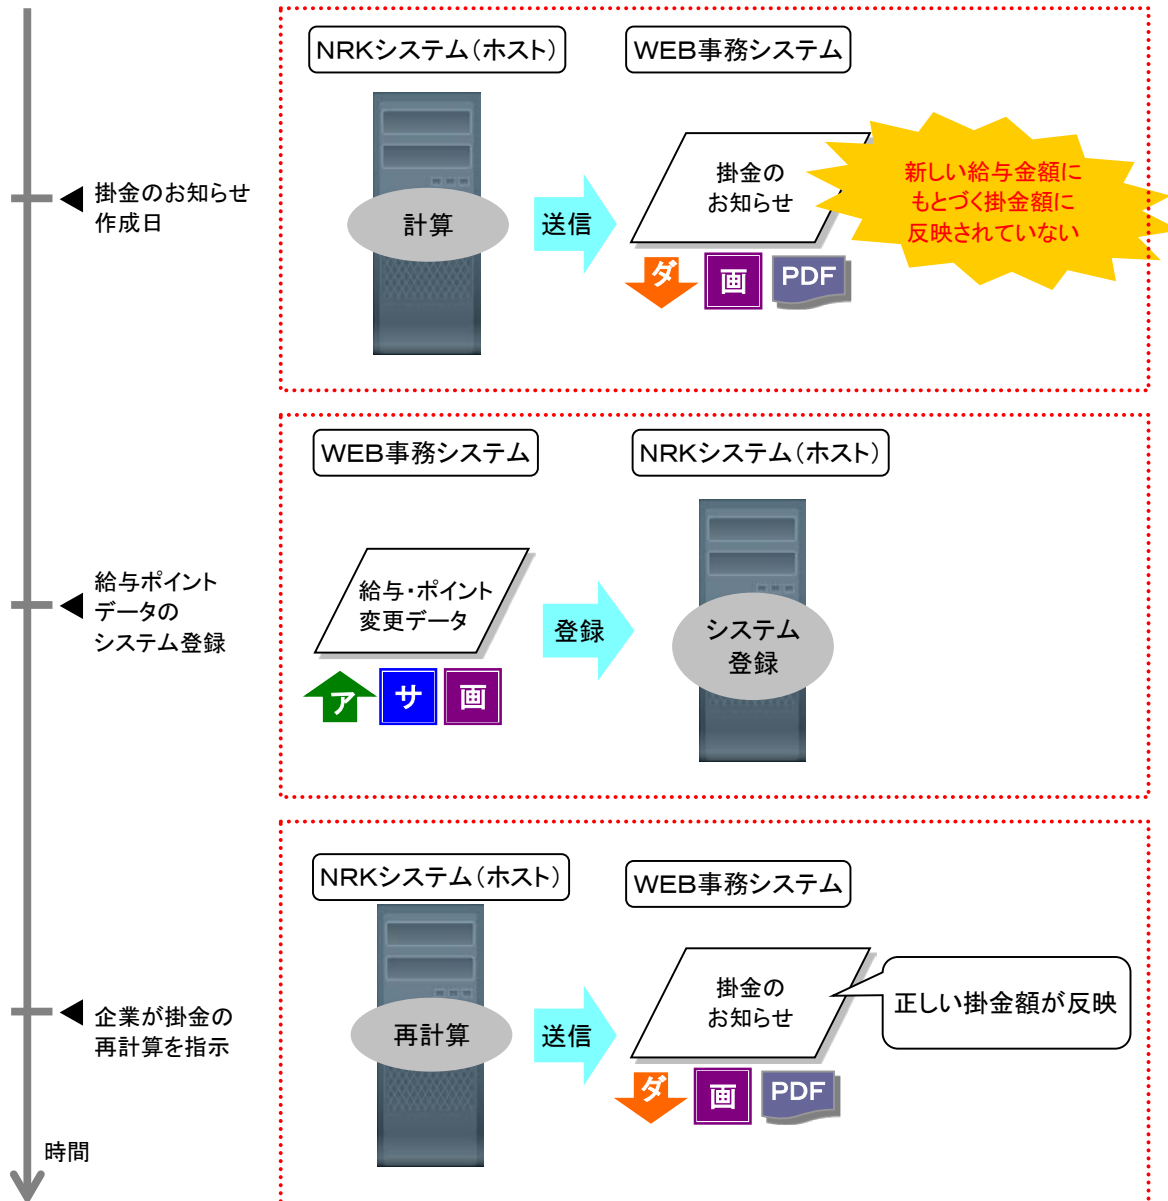 NRKシステム(ホスト)
WEB事務システム
掛金のお知らせ
作成日
計算
送信
掛金の
お知らせ
新しい給与金額に
もとづく掛金額に
反映されていない
ダ
画
PDF
WEB事務システム
NRKシステム(ホスト)
給与ポイント
データの
システム登録
給与・ポイント
変更データ
登録
システム
登録
ア
サ
画
NRKシステム(ホスト)
WEB事務システム
企業が掛金の
再計算を指示
再計算
送信
掛金の
お知らせ
正しい掛金額が反映
ダ
画
PDF
時間